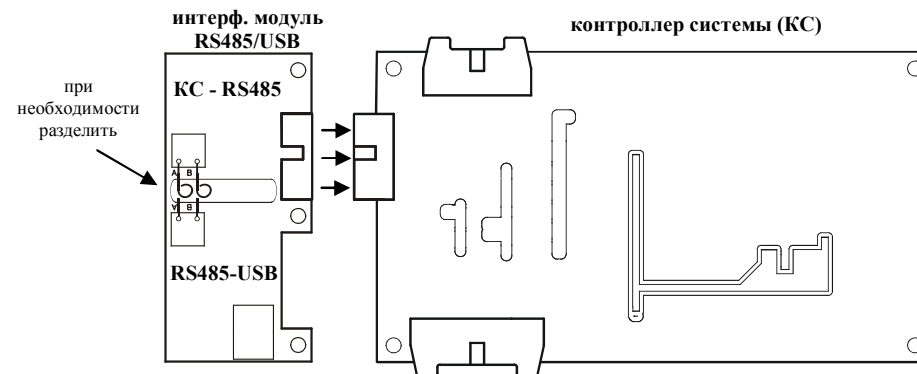 интерф. модуль
RS485/USB
контроллер системы (КС)
КС - RS485
при
необходимости
разделить
A B
A B
RS485-USB